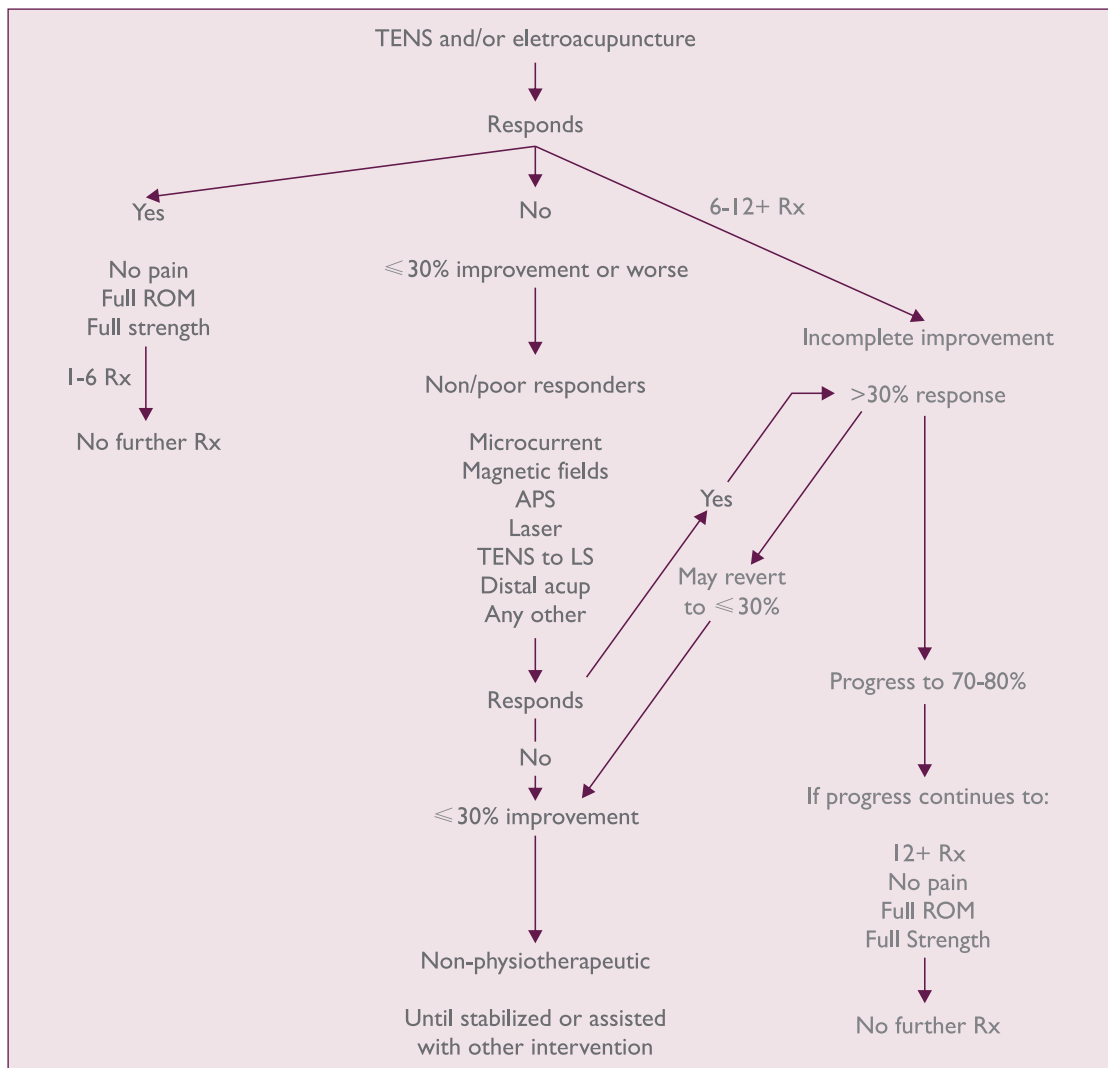 TENS and/or eletroacupuncture
Responds
Yes
No pain
Full ROM
Full strength
1-6 Rx
No further Rx
No
≤30% improvement or worse
Non/poor responders
Microcurrent
Magnetic fields
APS
Laser
TENS to LS
Distal acup
Any other
Responds
No
≤30% improvement
Non-physiotherapeutic
Until stabilized or assisted
with other intervention
Yes
6-12+ Rx
Incomplete improvement
>30% response
May revert
to ≤30%
Progress to 70-80%
If progress continues to:
12+ Rx
No pain
Full ROM
Full Strength
No further Rx